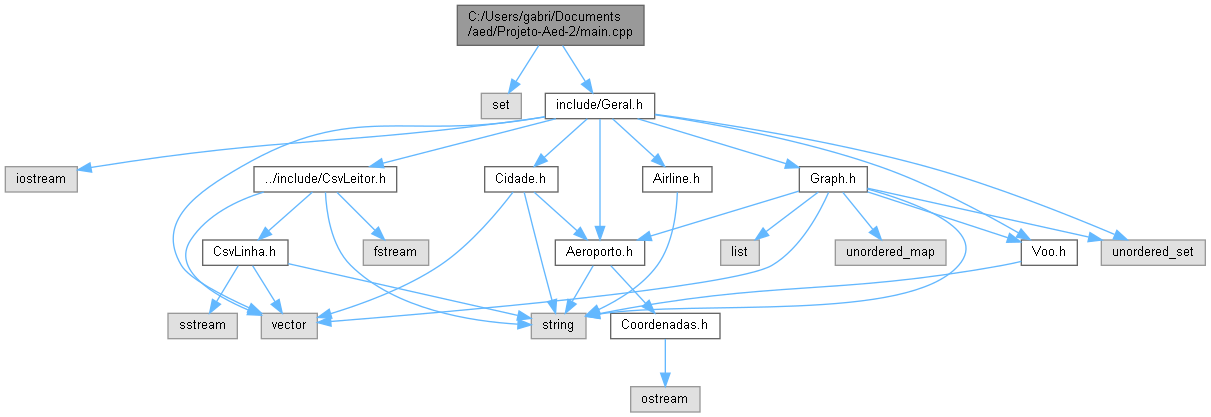 C:/Users/gabri/Documents
/aed/Projeto-Aed-2/main.cpp
set
include/Geral.h
iostream
../include/CsvLeitor.h
Cidade.h
Airline.h
Graph.h
CsvLinha.h
fstream
Aeroporto.h
list
unordered_map
Voo.h
unordered_set
sstream
vector
string
Coordenadas.h
ostream